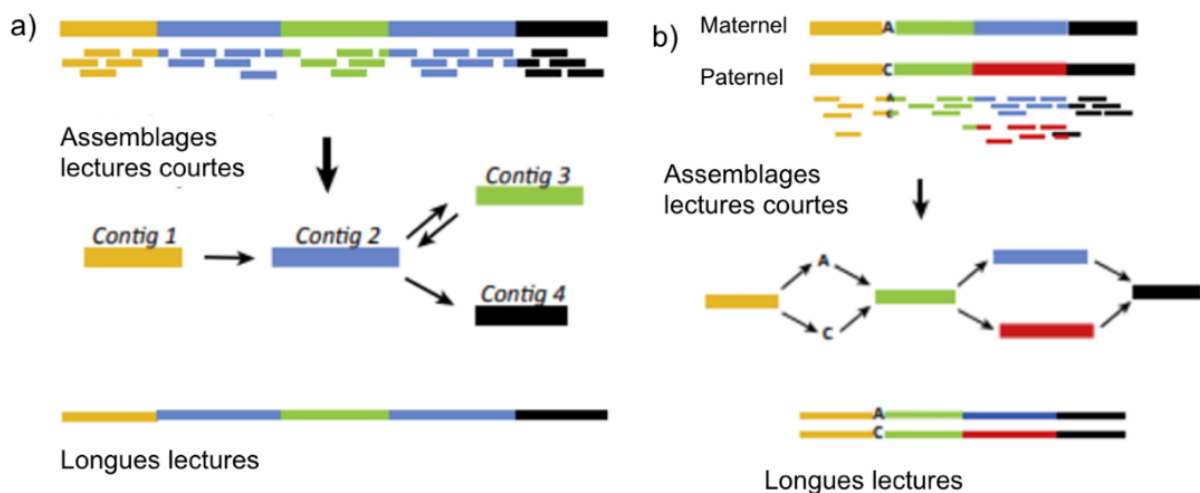 a)
Assemblages
lectures courtes
Contig 1
Contig 2
Contig 3
Contig 4
Longues lectures
b)
Maternel
A
Paternel
C
A
C
Assemblages
lectures courtes
A
C
A
C
Longues lectures